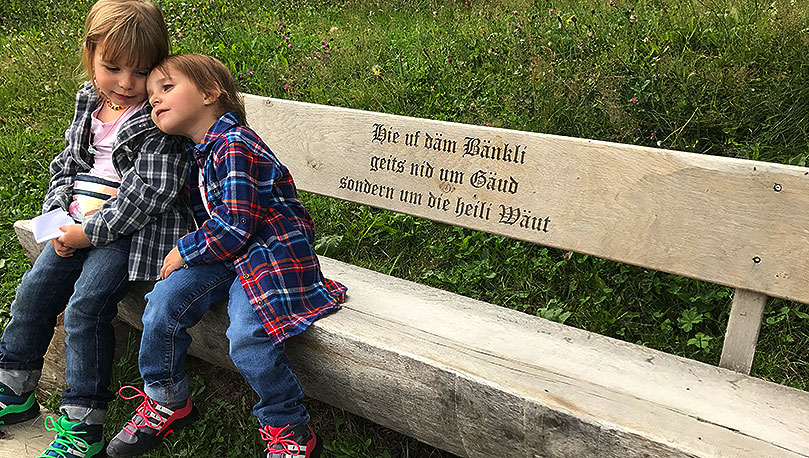 Hie uf däm Bänkli
geits nid um Gäud
sondern um die heili Wäut